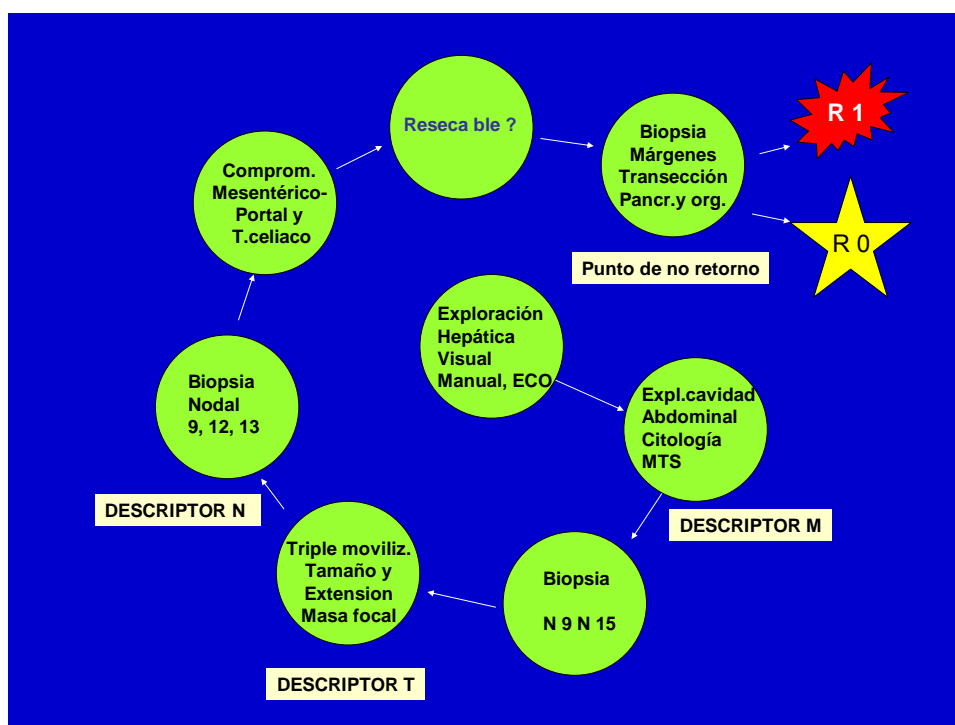 Reseca ble ?
Biopsia
Márgenes
Transección
Pancr.y org.
R 1
R 0
Punto de no retorno
Comprom.
Mesentérico-
Portal y
T.celiaco
Exploración
Hepática
Visual
Manual, ECO
Expl.cavidad
Abdominal
Citología
MTS
DESCRIPTOR M
Biopsia
Nodal
9, 12, 13
DESCRIPTOR N
Biopsia
N 9 N 15
Triple moviliz.
Tamaño y
Extension
Masa focal
DESCRIPTOR T